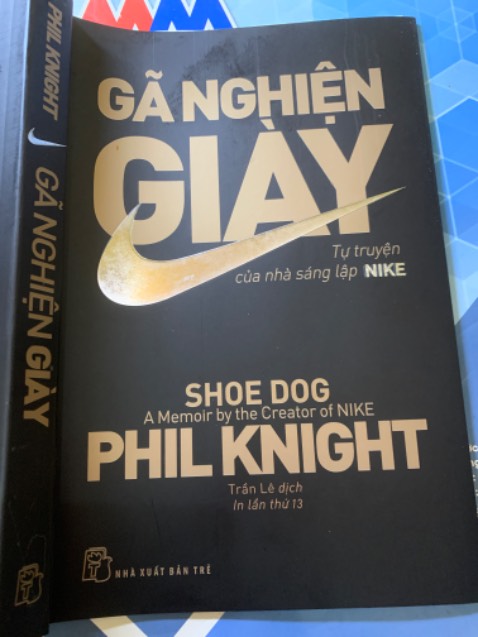 PHIL KNIGHT
GÃ NGHIỆN GIÀY
GÃ NGHIỆN
GIÀY
Tự truyện
của nhà sáng lập NIKE
SHOE DOG
A Memoir by the Creator of NIKE
PHIL KNIGHT
Trần Lê dịch
In lần thứ 13
NHÀ XUẤT BẢN TRẺ